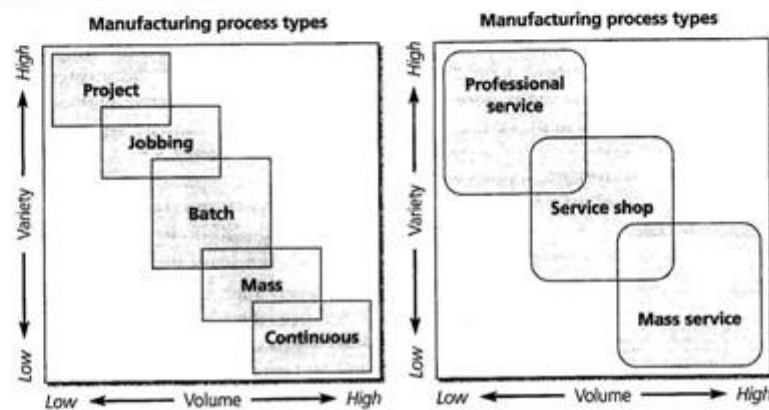 Manufacturing process types
High
Variety
Low
Project
Jobbing
Batch
Mass
Continuous
Low
Volume
High
Manufacturing process types
High
Variety
Low
Professional
service
Service shop
Mass service
Low
Volume
High